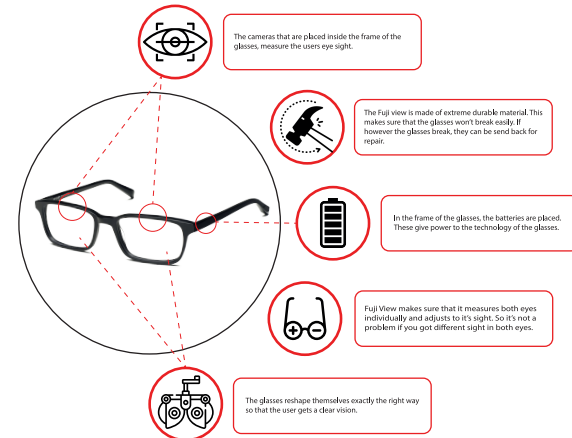 The cameras that are placed inside the frame of the
glasses, measure the users eye sight.
The Fuji view is made of extreme durable material. This
makes sure that the glasses won't break easily. If
however the glasses break, they can be send back for
repair.
In the frame of the glasses, the batteries are placed.
These give power to the technology of the glasses.
Fuji View makes sure that it measures both eyes
individually and adjusts to it's sight. So it's not a
problem if you got different sight in both eyes.
The glasses reshape themselves exactly the right way
so that the user gets a clear vision.